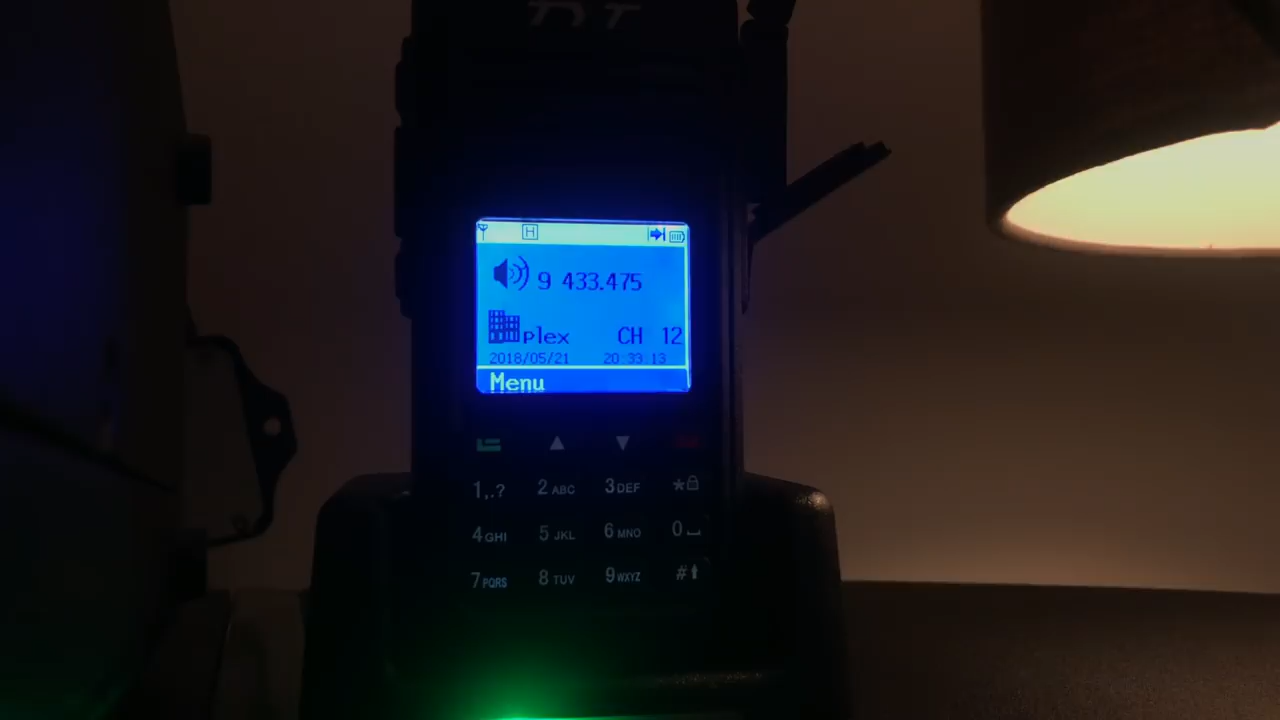 TYT
H
9 433.475
plex CH 12
2018/05/21 20:33:13
Menu
1,.? 2ABC 3DEF *
4GHI 5JKL 6MNO 0
7PQRS 8TUV 9WXYZ #